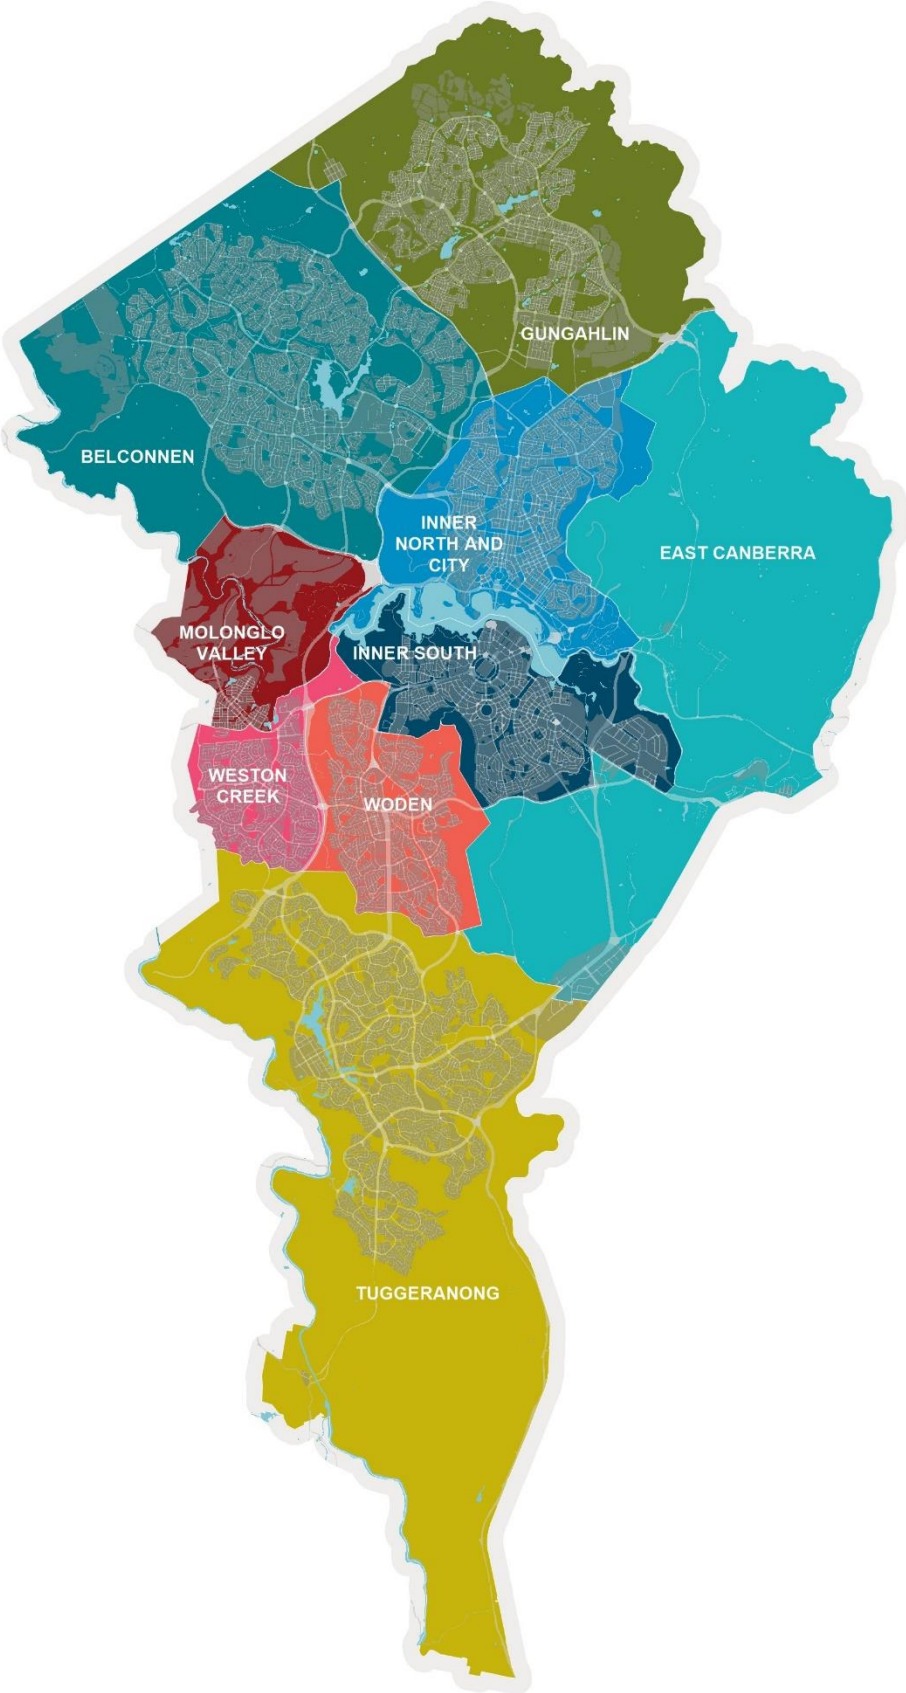 GUNGAHLIN
BELCONNEN
INNER
NORTH AND
CITY
EAST CANBERRA
MOLONGLO
VALLEY
INNER SOUTH
WESTON
CREEK
WODEN
TUGGERANONG